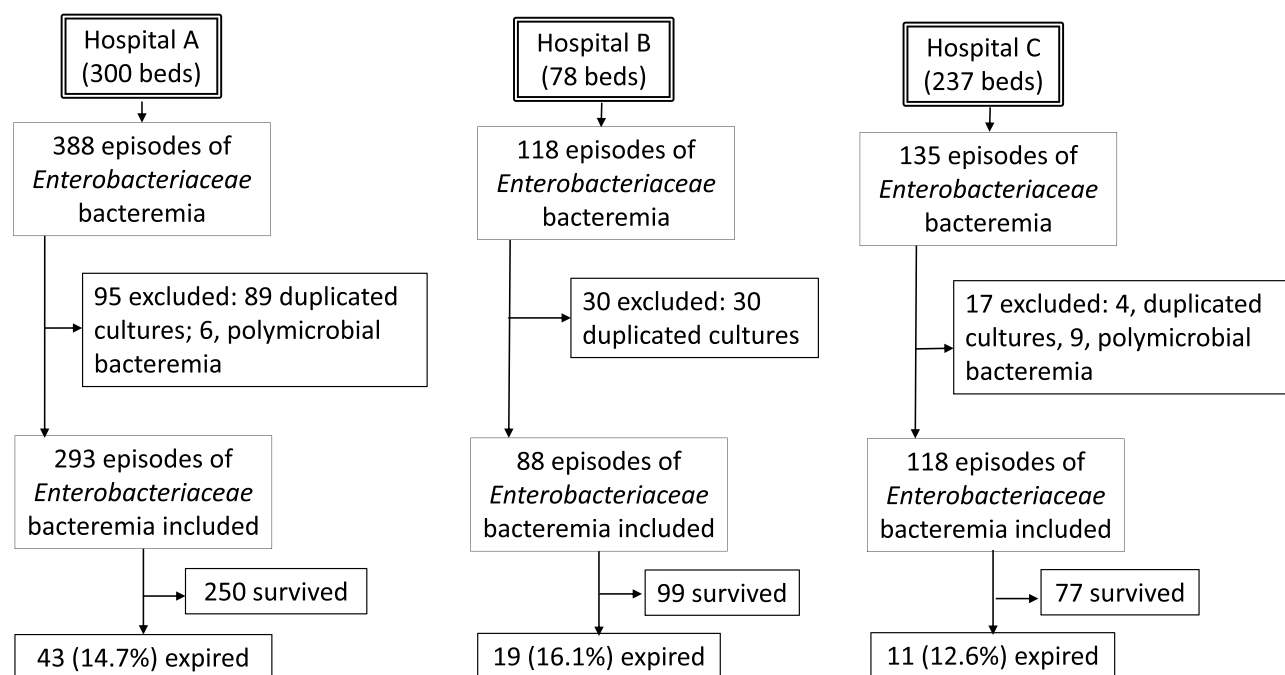 Hospital A
(300 beds)
388 episodes of
Enterobacteriaceae
bacteremia
95 excluded: 89 duplicated
cultures; 6, polymicrobial
bacteremia
293 episodes of
Enterobacteriaceae
bacteremia included
250 survived
43 (14.7%) expired
Hospital B
(78 beds)
118 episodes of
Enterobacteriaceae
bacteremia
30 excluded: 30
duplicated cultures
88 episodes of
Enterobacteriaceae
bacteremia included
99 survived
19 (16.1%) expired
Hospital C
(237 beds)
135 episodes of
Enterobacteriaceae
bacteremia
17 excluded: 4, duplicated
cultures, 9, polymicrobial
bacteremia
118 episodes of
Enterobacteriaceae
bacteremia included
77 survived
11 (12.6%) expired